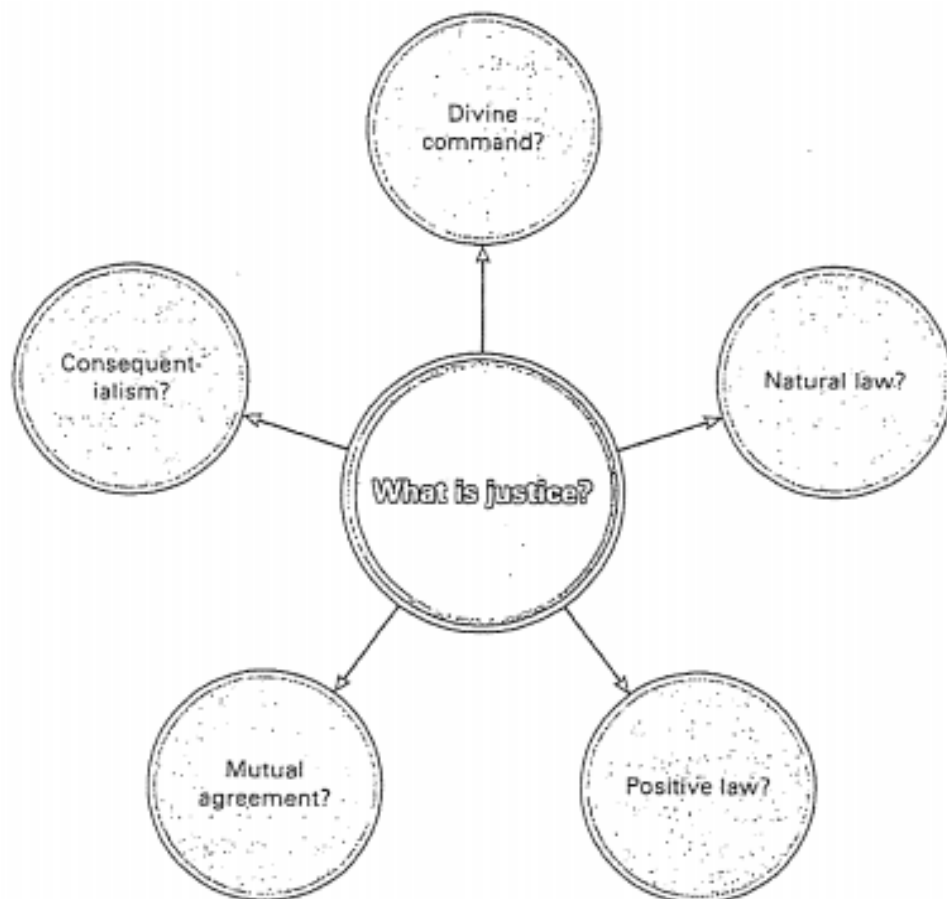 Divine
command?
Consequent-
ialism?
Natural law?
What is justice?
Mutual
agreement?
Positive law?